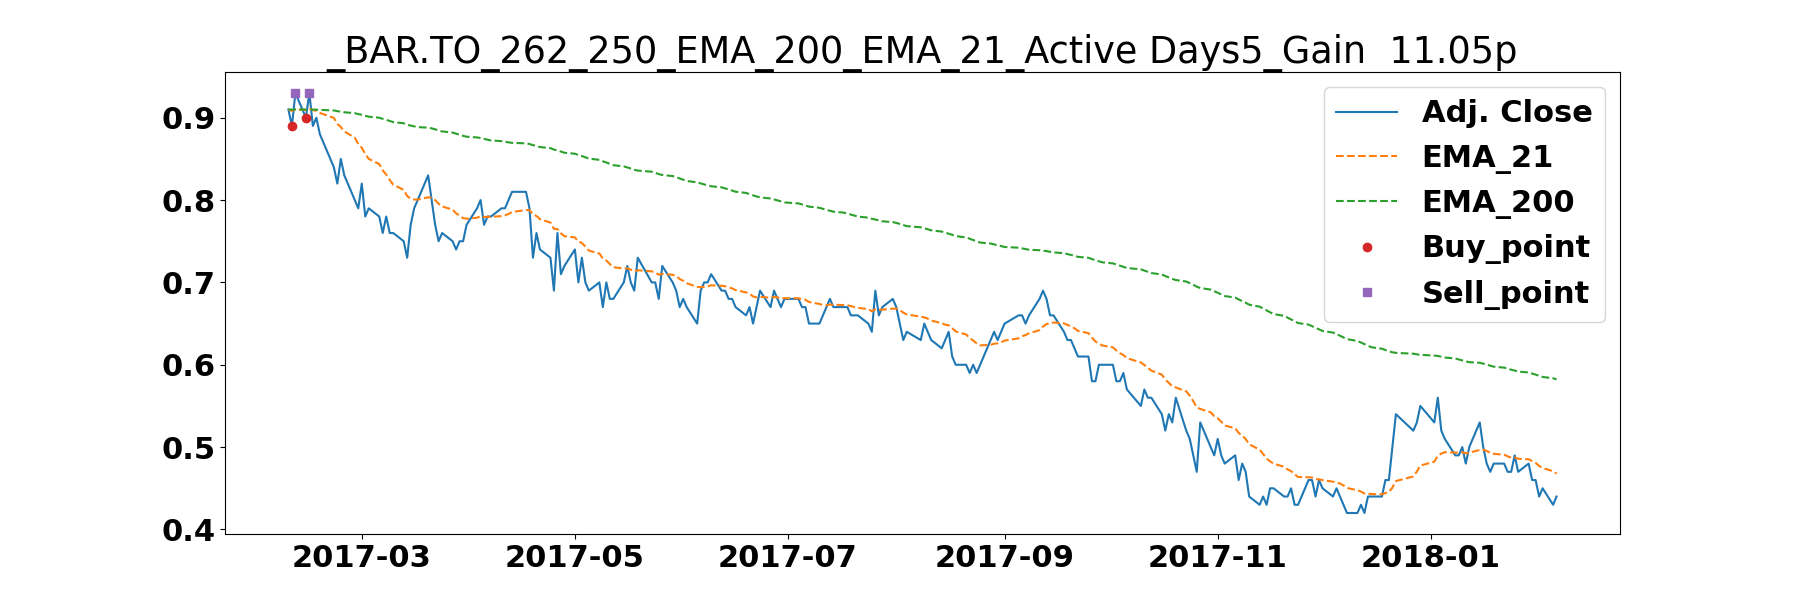 _BAR.TO_262_250_EMA_200_EMA_21_Active Days5_Gain  11.05p
Adj. Close
EMA_21
EMA_200
Buy_point
Sell_point
0.9
0.8
0.7
0.6
0.5
0.4
2017-03 2017-05 2017-07 2017-09 2017-11 2018-01